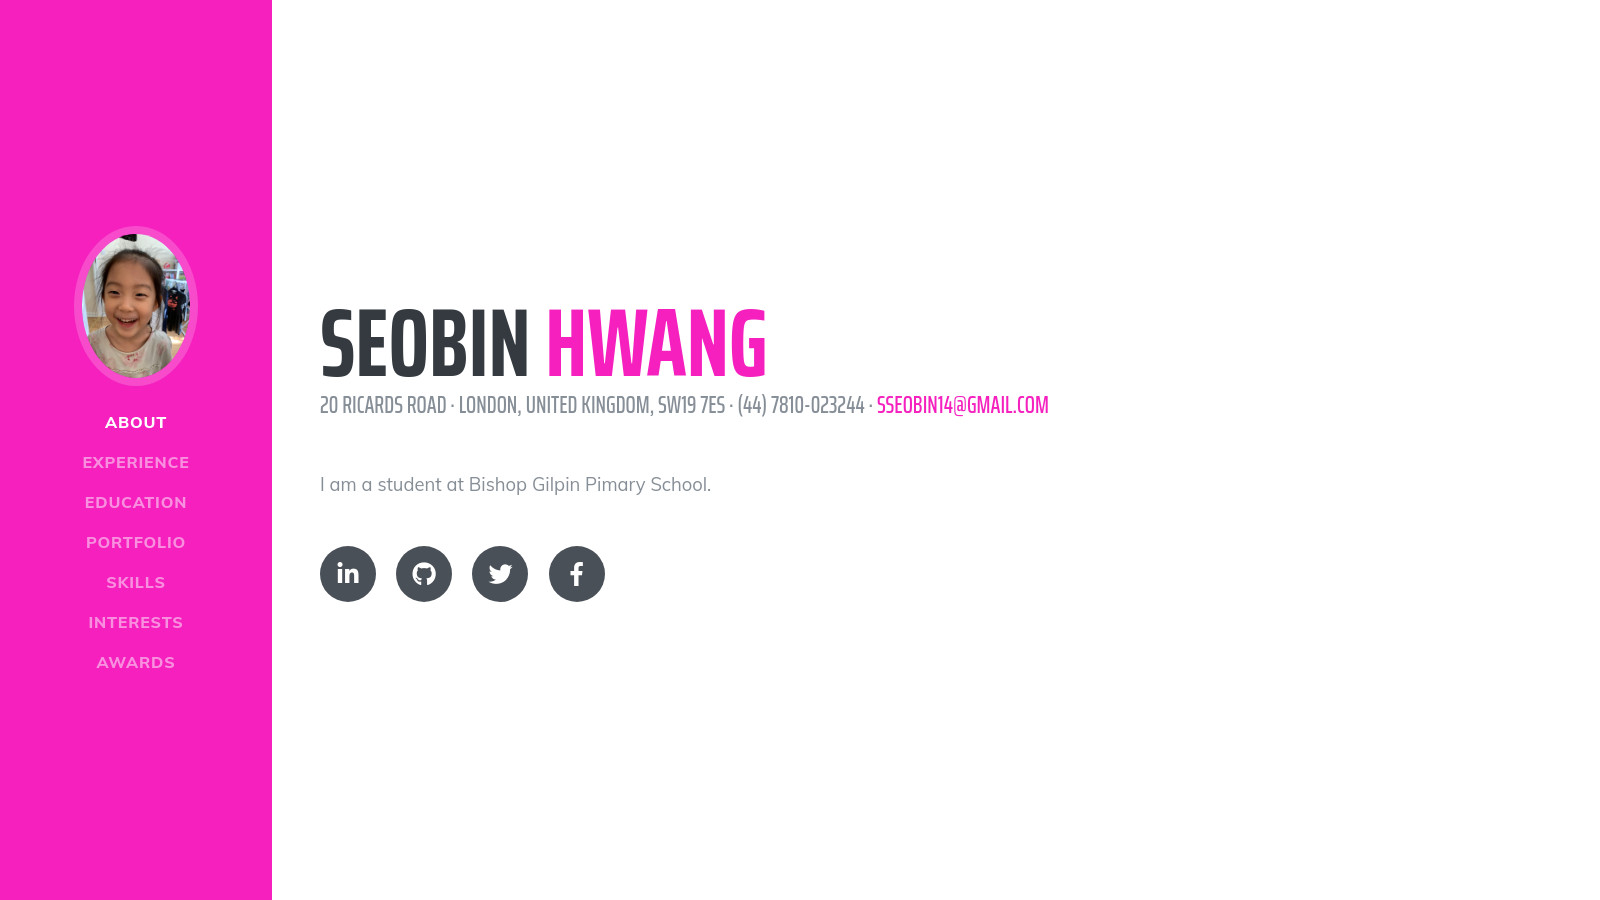 ABOUT
EXPERIENCE
EDUCATION
PORTFOLIO
SKILLS
INTERESTS
AWARDS
SEOBIN HWANG
20 RICARDS ROAD · LONDON, UNITED KINGDOM, SW19 7ES · (44) 7810-023244 · SSEOBIN14@GMAIL.COM
I am a student at Bishop Gilpin Pimary School.